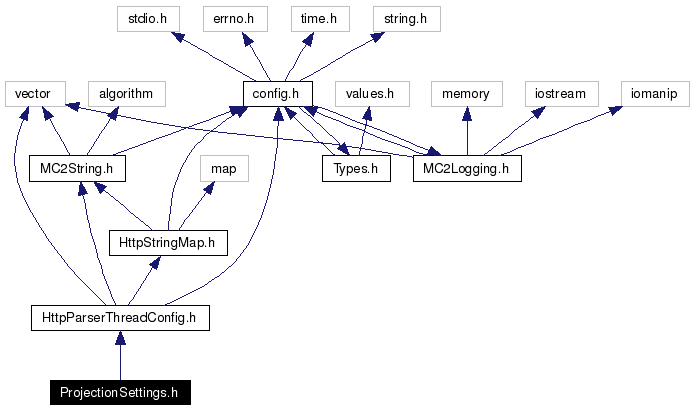 stdio.h
errno.h
time.h
string.h
vector
algorithm
config.h
values.h
memory
iostream
iomanip
MC2String.h
map
Types.h
MC2Logging.h
HttpStringMap.h
HttpParserThreadConfig.h
ProjectionSettings.h